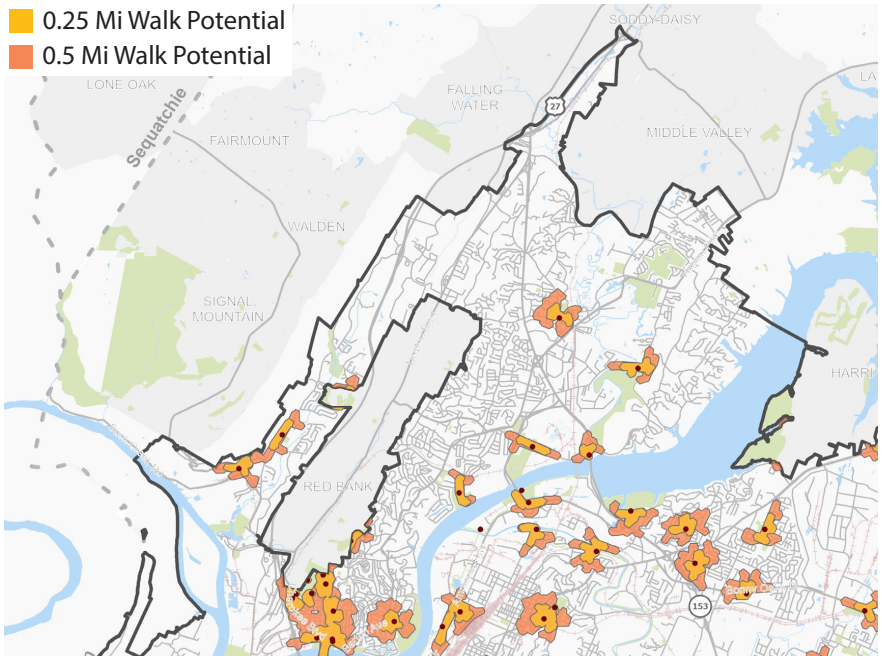 0.25 Mi Walk Potential
0.5 Mi Walk Potential
SODDY-DAISY
LONE OAK
FALLING
WATER
27
Sequatchie
FAIRMOUNT
MIDDLE VALLEY
WALDEN
SIGNAL
MOUNTAIN
HARRI
RED BANK
153